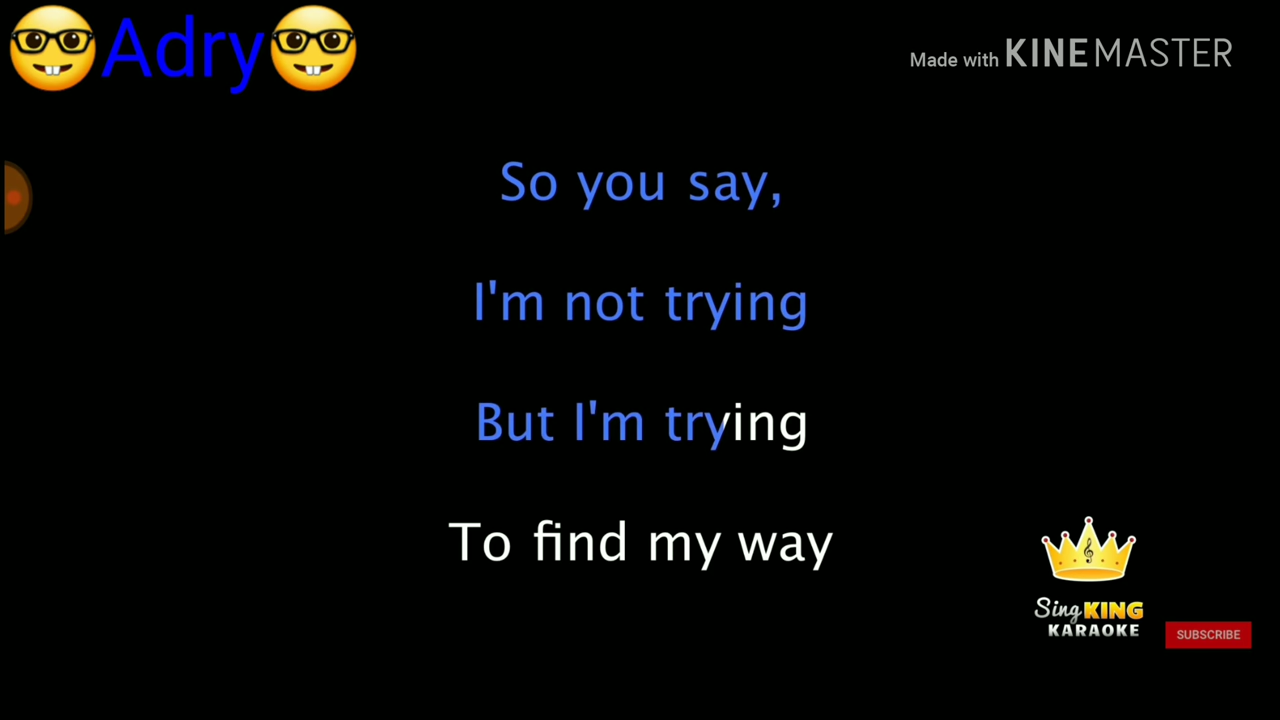 🤓Adry🤓
Made with KINEMASTER
So you say,
I'm not trying
But I'm trying
To find my way
Sing KING
KARAOKE
SUBSCRIBE